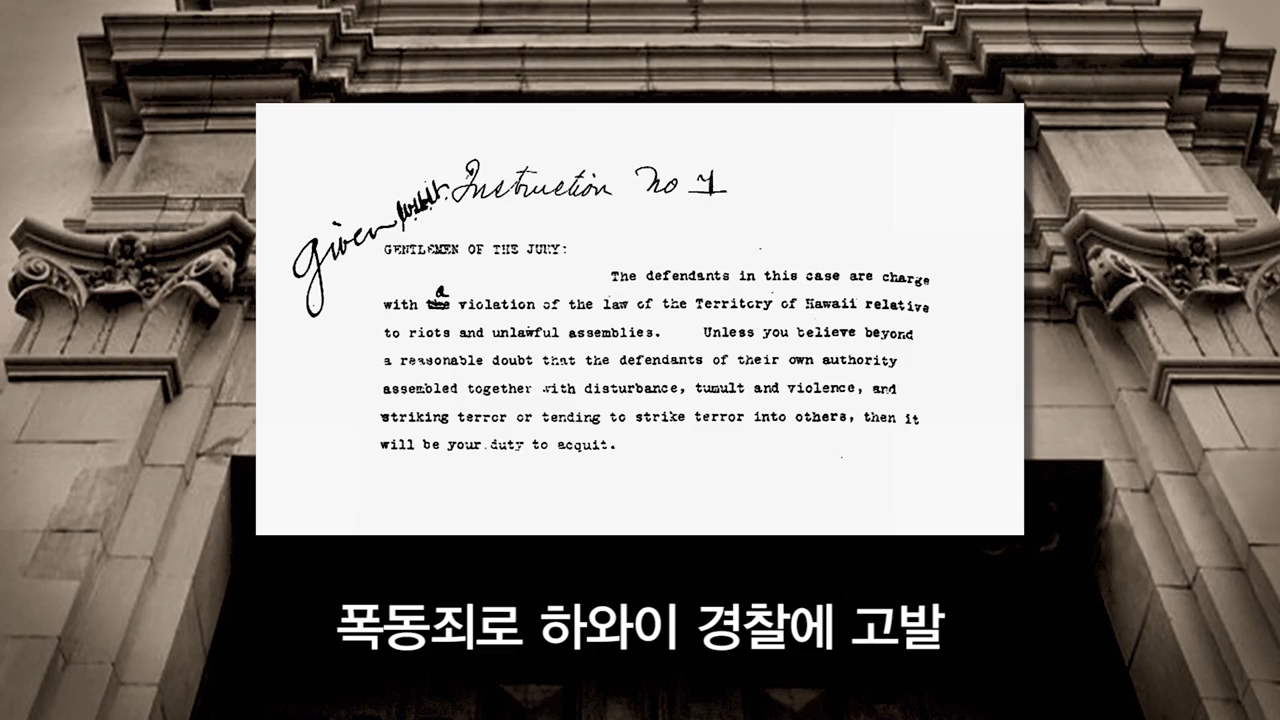 Given Instruction No 1
GENTLEMEN OF THE JURY:
The defendants in this case are charge
with a violation of the law of the Territory of Hawaii relative
to riots and unlawful assemblies. Unless you believe beyond
a reasonable doubt that the defendants of their own authority
assembled together with disturbance, tumult and violence, and
striking terror or tending to strike terror into others, then it
will be your duty to acquit.
폭동죄로 하와이 경찰에 고발